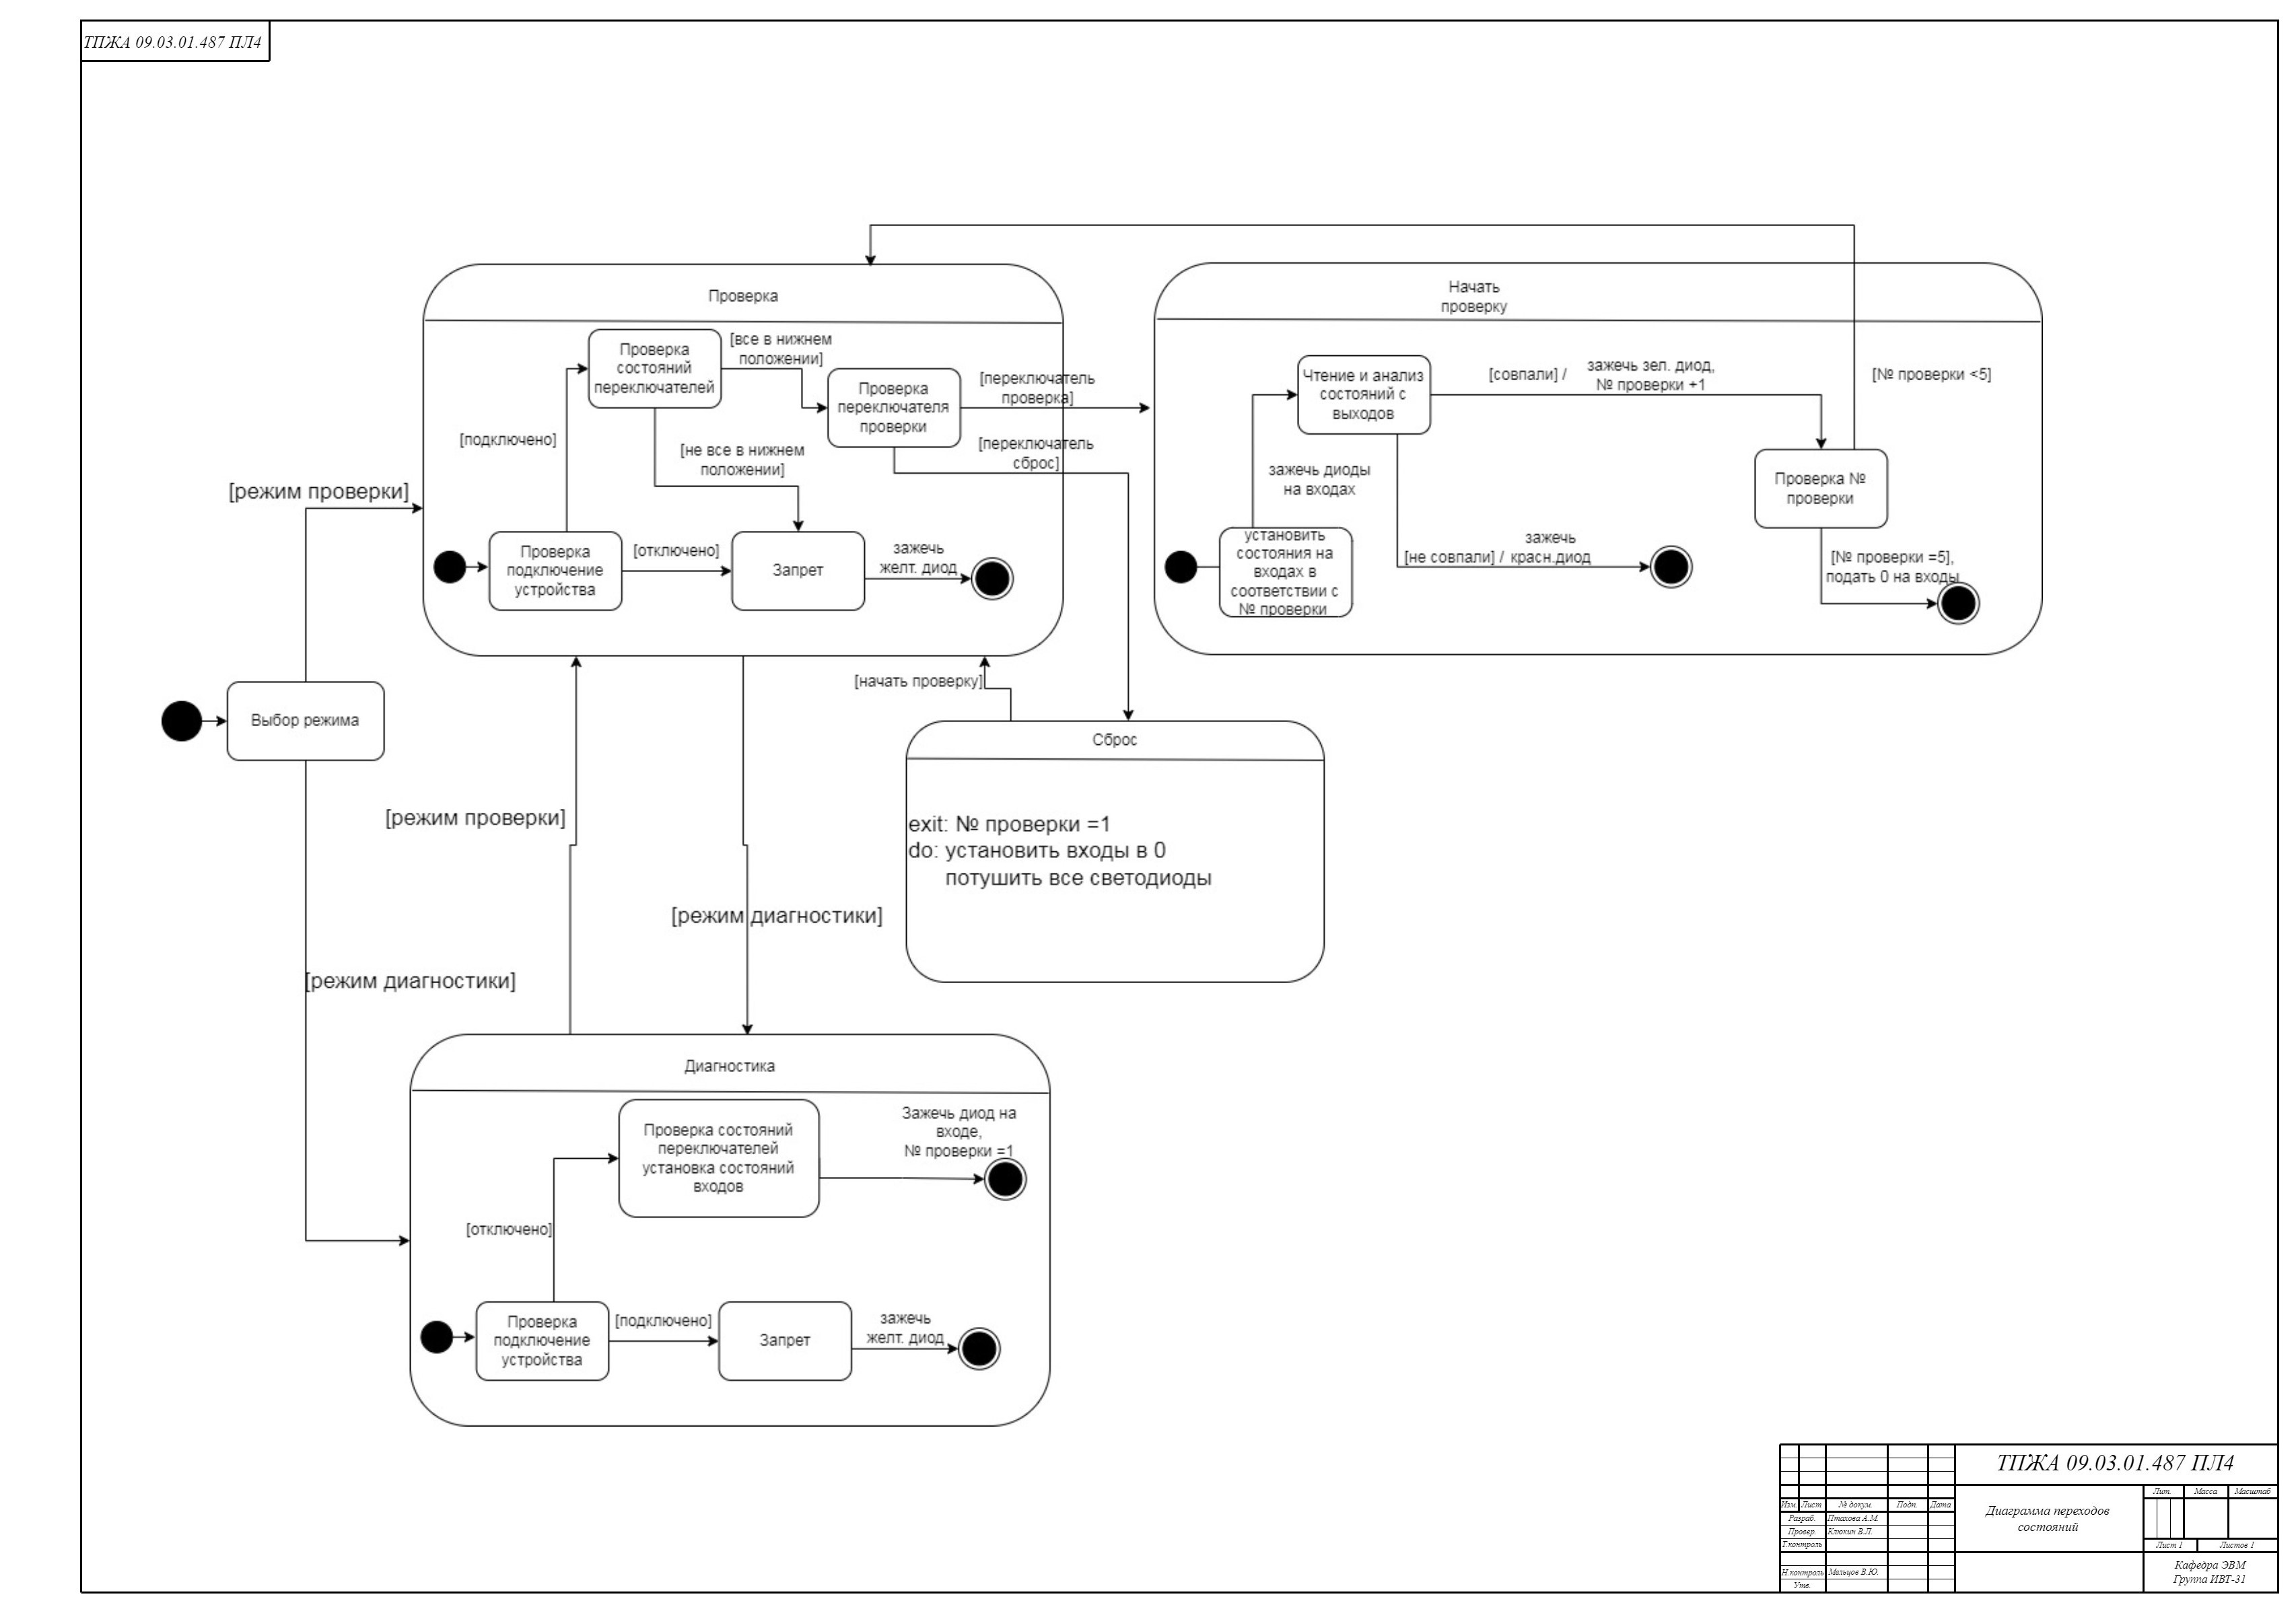 ТПЖА 09.03.01.487 ПЛ4
Проверка
Начать
проверку
Проверка
состояний
переключателей
[все в нижнем
положении]
Проверка
переключателя
проверки
[переключатель
проверка]
[переключатель
сброс]
[подключено]
[не все в нижнем
положении]
Проверка
подключение
устройства
[отключено]
Запрет
зажечь
желт. диод
Чтение и анализ
состояний с
выходов
[совпали] /
зажечь зел. диод,
№ проверки +1
[№ проверки <5]
зажечь диоды
на входах
Проверка №
проверки
установить
состояния на
входах в
соответствии с
№ проверки
зажечь
[не совпали] / красн.диод
[№ проверки =5],
подать 0 на входы
[режим проверки]
Выбор режима
[начать проверку]
Сброс
exit: № проверки =1
do: установить входы в 0
потушить все светодиоды
[режим проверки]
[режим диагностики]
[режим диагностики]
Диагностика
Проверка состояний
переключателей
установка состояний
входов
Зажечь диод на
входе,
№ проверки =1
[отключено]
Проверка
подключение
устройства
[подключено]
Запрет
зажечь
желт. диод
ТПЖА 09.03.01.487 ПЛ4
Изм. Лист № докум. Подп. Дата
Разраб. Птахова А.М.
Провер. Клюкин В.Л.
Т.контроль
Н.контроль Мельцов В.Ю.
Утв.
Диаграмма переходов
состояний
Лит. Масса Масштаб
Лист 1 Листов 1
Кафедра ЭВМ
Группа ИВТ-31